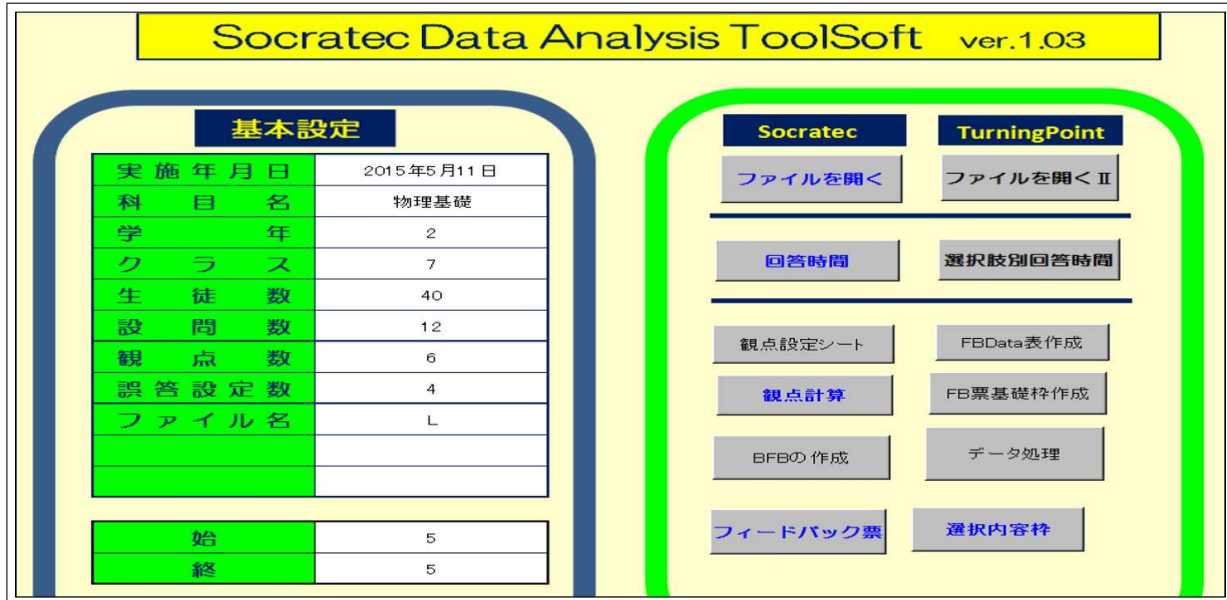 Socratec Data Analysis ToolSoft ver.1.03
基本設定
実施年月日 2015年5月11日
科目名 物理基礎
学年 2
クラス 7
生徒数 40
設問数 12
観点数 6
誤答設定数 4
ファイル名 L
始 5
終 5
Socratec TurningPoint
ファイルを開く ファイルを開くⅡ
回答時間 選択肢別回答時間
観点設定シート FBData表作成
観点計算 FB票基礎枠作成
BFBの作成 データ処理
フィードバック票 選択内容枠